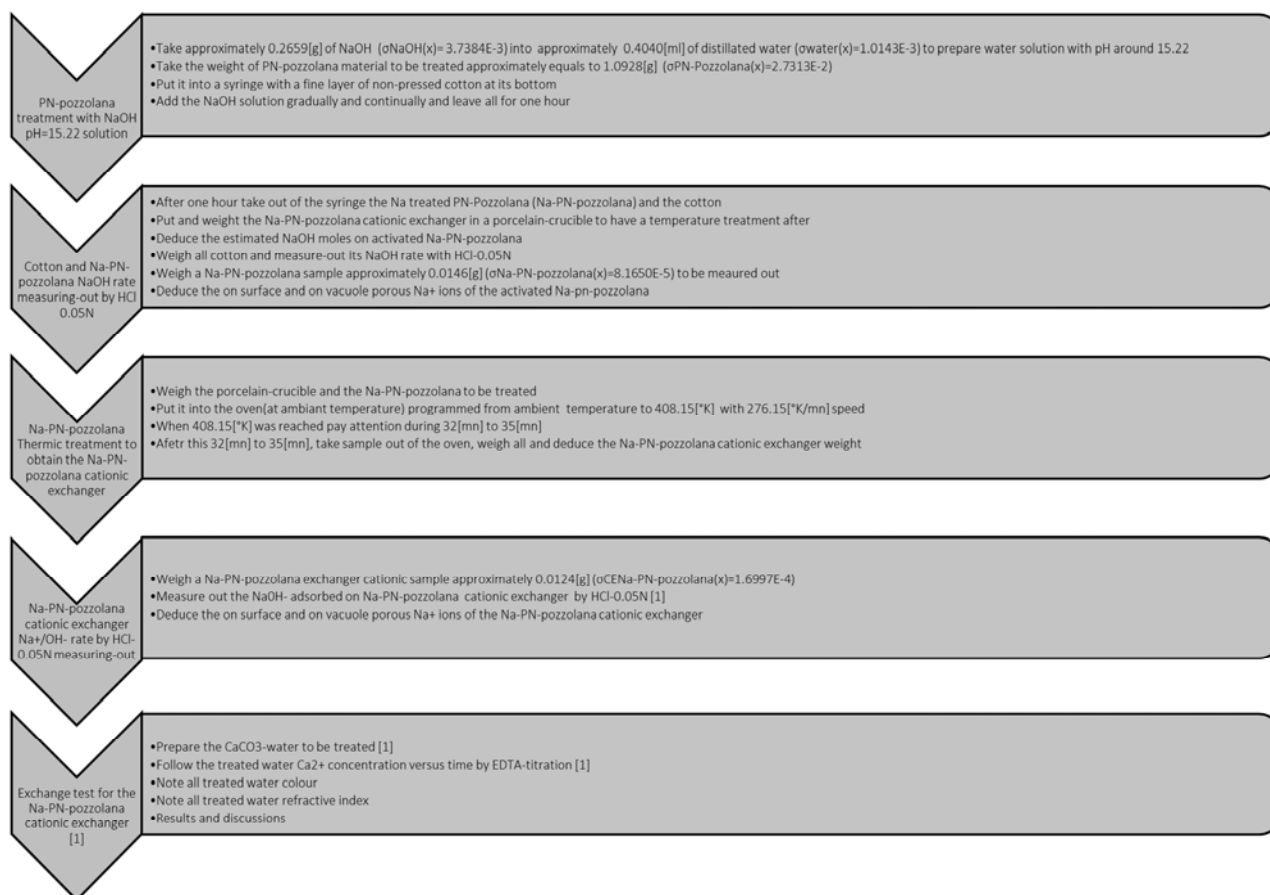 PN-pozzolana
treatment with NaOH
pH=15.22 solution
•Take approximately 0.2659[g] of NaOH (σNaOH(x)= 3.7384E-3) into approximately 0.4040[ml] of distillated water (σwater(x)=1.0143E-3) to prepare water solution with pH around 15.22
•Take the weight of PN-pozzolana material to be treated approximately equals to 1.0928[g] (σPN-Pozzolana(x)=2.7313E-2)
•Put it into a syringe with a fine layer of non-pressed cotton at its bottom
•Add the NaOH solution gradually and continually and leave all for one hour
Cotton and Na-PN-
pozzolana NaOH rate
measuring-out by HCl
0.05N
•After one hour take out of the syringe the Na treated PN-Pozzolana (Na-PN-pozzolana) and the cotton
•Put and weight the Na-PN-pozzolana cationic exchanger in a porcelain-crucible to have a temperature treatment after
•Deduce the estimated NaOH moles on activated Na-PN-pozzolana
•Weigh all cotton and measure-out its NaOH rate with HCl-0.05N
•Weigh a Na-PN-pozzolana sample approximately 0.0146[g] (σNa-PN-pozzolana(x)=8.1650E-5) to be meaured out
•Deduce the on surface and on vacuole porous Na+ ions of the activated Na-pn-pozzolana
Na-PN-pozzolana
Thermic treatment to
obtain the Na-PN-
pozzolana cationic
exchanger
•Weigh the porcelain-crucible and the Na-PN-pozzolana to be treated
•Put it into the oven(at ambiant temperature) programmed from ambient temperature to 408.15[°K] with 276.15[°K/mn] speed
•When 408.15[°K] was reached pay attention during 32[mn] to 35[mn]
•Afetr this 32[mn] to 35[mn], take sample out of the oven, weigh all and deduce the Na-PN-pozzolana cationic exchanger weight
Na-PN-pozzolana
cationic exchanger
Na+/OH- rate by HCl-
0.05N measuring-out
•Weigh a Na-PN-pozzolana exchanger cationic sample approximately 0.0124[g] (σCENa-PN-pozzolana(x)=1.6997E-4)
•Measure out the NaOH- adsorbed on Na-PN-pozzolana cationic exchanger by HCl-0.05N [1]
•Deduce the on surface and on vacuole porous Na+ ions of the Na-PN-pozzolana cationic exchanger
Exchange test for the
Na-PN-pozzolana
cationic exchanger
[1]
•Prepare the CaCO3-water to be treated [1]
•Follow the treated water Ca2+ concentration versus time by EDTA-titration [1]
•Note all treated water colour
•Note all treated water refractive index
•Results and discussions